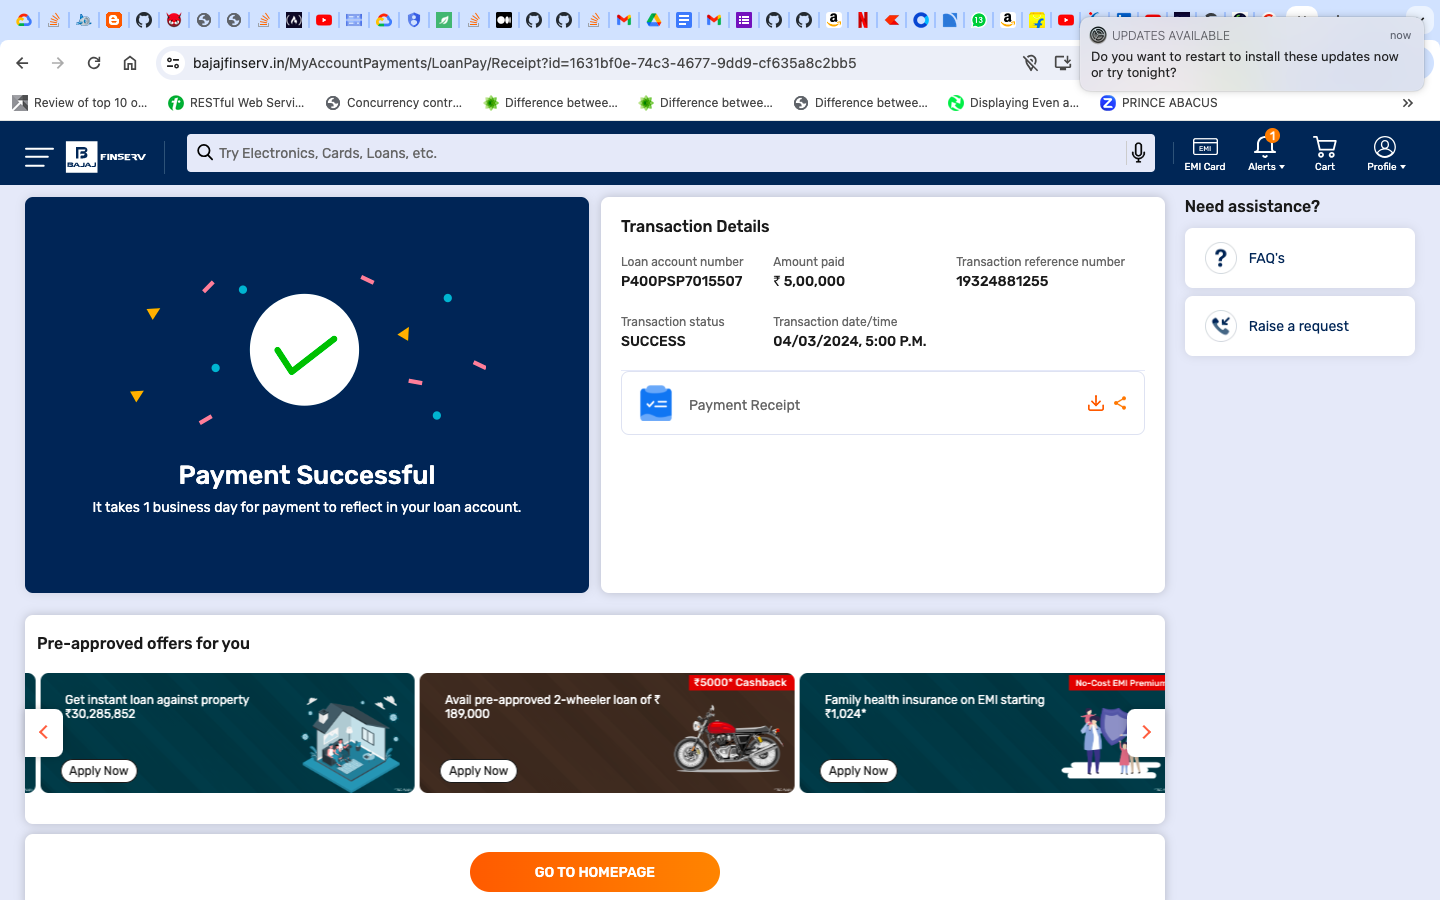 UPDATES AVAILABLE
now
Do you want to restart to install these updates now
or try tonight?
bajajfinserv.in/MyAccountPayments/LoanPay/Receipt?id=1631bf0e-74c3-4677-9dd9-cf635a8c2bb5
Review of top 10 o...
RESTful Web Servi...
Concurrency contr...
Difference betwee...
Difference betwee...
Difference betwee...
Displaying Even a...
PRINCE ABACUS
BAJAJ FINSERV
Try Electronics, Cards, Loans, etc.
EMI
EMI Card
1
Alerts
Cart
Profile
Payment Successful
It takes 1 business day for payment to reflect in your loan account.
Transaction Details
Loan account number
P400PSP7015507
Amount paid
₹ 5,00,000
Transaction reference number
19324881255
Transaction status
SUCCESS
Transaction date/time
04/03/2024, 5:00 P.M.
Payment Receipt
Need assistance?
FAQ's
Raise a request
Pre-approved offers for you
Get instant loan against property
₹30,285,852
Apply Now
₹5000* Cashback
Avail pre-approved 2-wheeler loan of ₹
189,000
Apply Now
No-Cost EMI Premium
Family health insurance on EMI starting
₹1,024*
Apply Now
GO TO HOMEPAGE